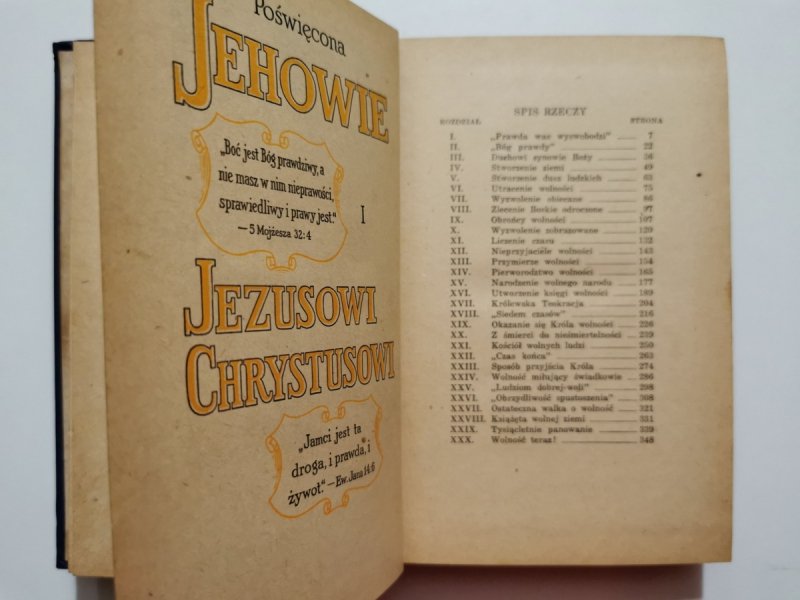 Poświęcona
JEHOWIE
„Boć jest Bóg prawdziwy, a
nie masz w nim nieprawości,
sprawiedliwy i prawy jest."
— 5 Mojżesza 32:4
I
JEZUSOWI
CHRYSTUSOWI
„Jamci jest ta
droga, i prawda, i
żywot." — Ew. Jana 14:6
SPIS RZECZY
ROZDZIAŁ STRONA
I. „Prawda was wyswobodzi" 7
II. „Bóg prawdy" 22
III. Duchowi synowie Boży 36
IV. Stworzenie ziemi 49
V. Stworzenie dusz ludzkich 63
VI. Utracenie wolności 75
VII. Wyzwolenie obiecane 86
VIII. Zlecenie Boskie odroczone 97
IX. Obrońcy wolności 107
X. Wyzwolenie zobrazowane 120
XI. Liczenie czasu 132
XII. Nieprzyjaciele wolności 143
XIII. Przymierze wolności 154
XIV. Pierworodztwo wolności 165
XV. Narodzenie wolnego narodu 177
XVI. Utworzenie księgi wolności 189
XVII. Królewska Teokracja 204
XVIII. „Siedem czasów" 216
XIX. Okazanie się Króla wolności 226
XX. Z śmierci do nieśmiertelności 239
XXI. Kościół wolnych ludzi 250
XXII. „Czas końca" 263
XXIII. Sposób przyjścia Króla 274
XXIV. Wolność miłujący świadkowie 286
XXV. „Ludziom dobrej-woli" 298
XXVI. „Obrzydliwość spustoszenia" 308
XXVII. Ostateczna walka o wolność 321
XXVIII. Książęta wolnej ziemi 331
XXIX. Tysiącletnie panowanie 339
XXX. Wolność teraz! 348